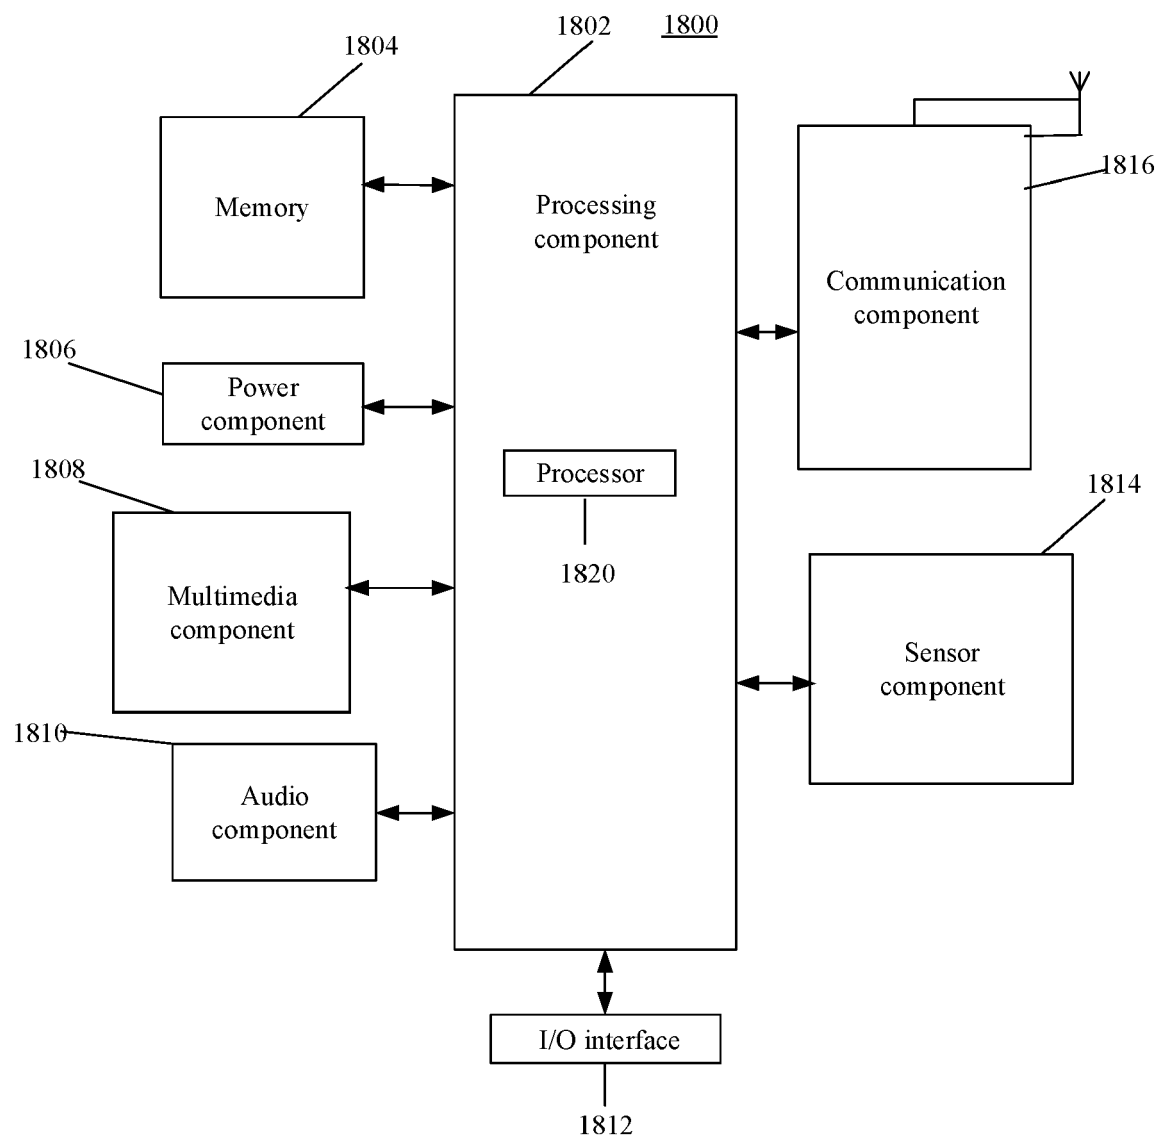 1800
1802
1804
Memory
Processing
component
1816
Communication
component
1806
Power
component
1808
Processor
1820
1814
Multimedia
component
Sensor
component
1810
Audio
component
I/O interface
1812